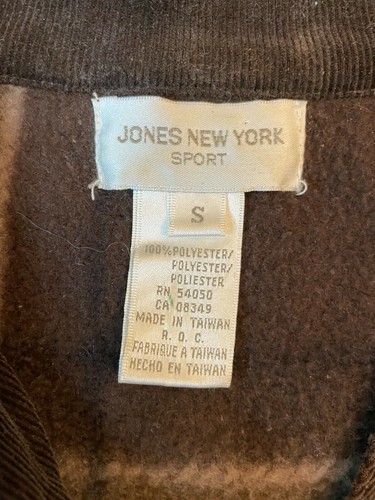 JONES NEW YORK
SPORT
S
100%POLYESTER/
POLYESTER/
POLIESTER
RN 54050
CA 08349
MADE IN TAIWAN
R. O. C.
FABRIQUE A TAIWAN
HECHO EN TAIWAN